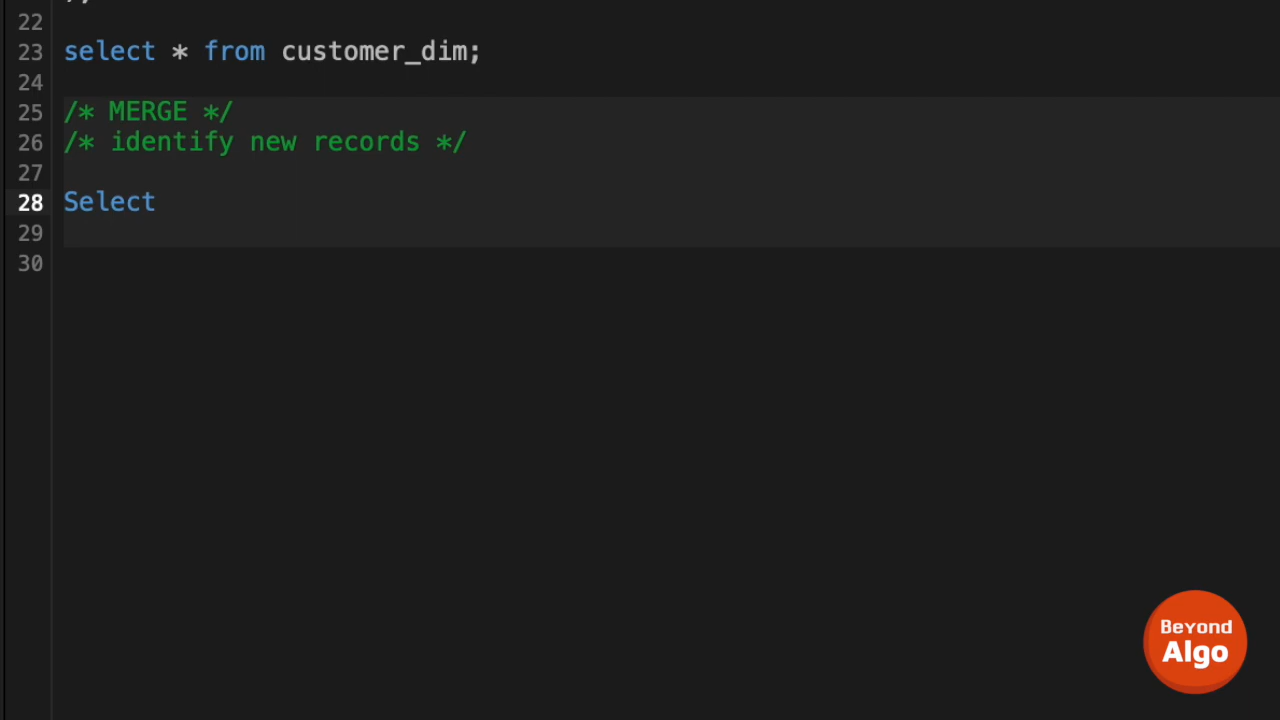 22
23 select * from customer_dim;
24
25 /* MERGE */
26 /* identify new records */
27
28 Select
29
30
Beyond
Algo